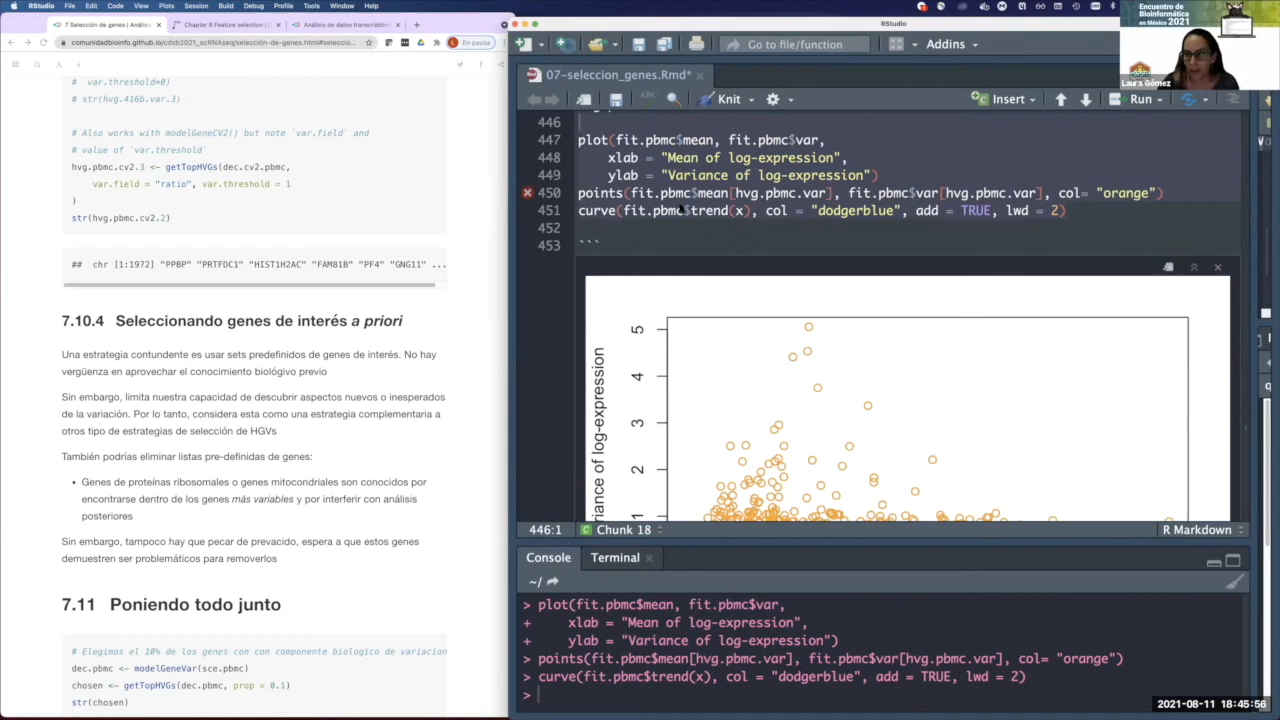 RStudio File Edit Code View Plots Session Build Debug Profile Tools Window Help
7 Selección de genes | Análisis
Chapter 8 Feature selection |
Análisis de datos transcriptóm
comunidadbioinfo.github.io/cdsb2021_scRNAseq/selección-de-genes.html#seleccio...
En pausa
# var.threshold=0)
# str(hvg.416b.var.3)
# Also works with modelGeneCV2() but note `var.field` and
# value of `var.threshold`
hvg.pbmc.cv2.3 <- getTopHVGs(dec.cv2.pbmc,
var.field = "ratio", var.threshold = 1
)
str(hvg.pbmc.cv2.2)
## chr [1:1972] "PPBP" "PRTFDC1" "HIST1H2AC" "FAM81B" "PF4" "GNG11" ...
7.10.4 Seleccionando genes de interés a priori
Una estrategia contundente es usar sets predefinidos de genes de interés. No hay
vergüenza en aprovechar el conocimiento biológivo previo
Sin embargo, limita nuestra capacidad de descubrir aspectos nuevos o inesperados
de la variación. Por lo tanto, considera esta como una estrategia complementaria a
otros tipo de estrategias de selección de HGVs
También podrías eliminar listas pre-definidas de genes:
• Genes de proteínas ribosomales o genes mitocondriales son conocidos por
encontrarse dentro de los genes más variables y por interferir con análisis
posteriores
Sin embargo, tampoco hay que pecar de prevacido, espera a que estos genes
demuestren ser problemáticos para removerlos
7.11 Poniendo todo junto
# Elegimos el 10% de los genes con con componente biologico de variacion
dec.pbmc <- modelGeneVar(sce.pbmc)
chosen <- getTopHVGs(dec.pbmc, prop = 0.1)
str(chosen)
RStudio
Go to file/function
Addins
07-seleccion_genes.Rmd*
ABC
Knit
Insert
Run
446
447 plot(fit.pbmc$mean, fit.pbmc$var,
448 xlab = "Mean of log-expression",
449 ylab = "Variance of log-expression")
450 points(fit.pbmc$mean[hvg.pbmc.var], fit.pbmc$var[hvg.pbmc.var], col= "orange")
451 curve(fit.pbmc$trend(x), col = "dodgerblue", add = TRUE, lwd = 2)
452
453 ```
5
4
3
2
1
riance of log-expression
446:1
Chunk 18
R Markdown
Console
Terminal
~/
> plot(fit.pbmc$mean, fit.pbmc$var,
+ xlab = "Mean of log-expression",
+ ylab = "Variance of log-expression")
> points(fit.pbmc$mean[hvg.pbmc.var], fit.pbmc$var[hvg.pbmc.var], col= "orange")
> curve(fit.pbmc$trend(x), col = "dodgerblue", add = TRUE, lwd = 2)
>
Encuentro de
Bioinformática
en México
2021
Laura Gómez
2021-08-11 18:45:56